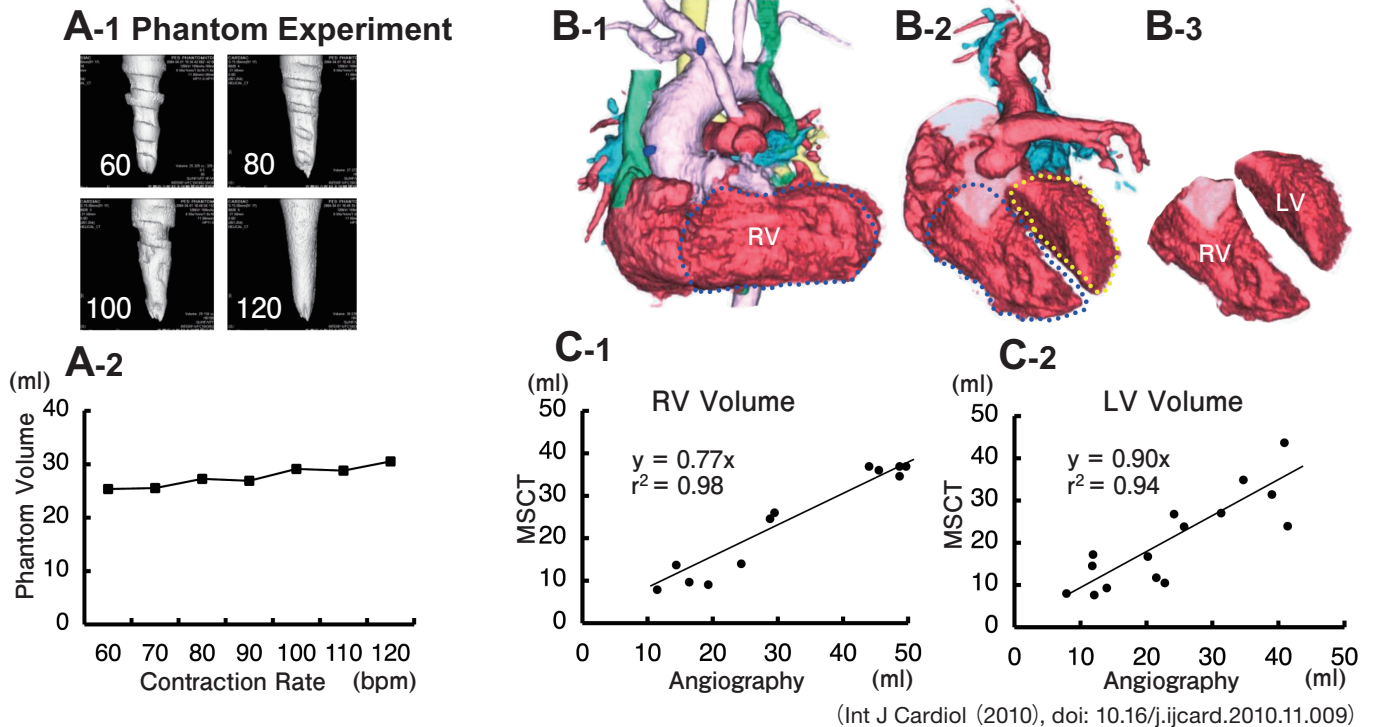 A-1 Phantom Experiment
60
80
100
120
A-2
(ml)
Phantom Volume
40
30
20
10
0
60 70 80 90 100 110 120
Contraction Rate (bpm)
B-1
RV
B-2
B-3
LV
RV
C-1
(ml)
RV Volume
y = 0.77x
r² = 0.98
MSCT
50
40
30
20
10
0
0 10 20 30 40 50
Angiography (ml)
C-2
(ml)
LV Volume
y = 0.90x
r² = 0.94
MSCT
50
40
30
20
10
0
0 10 20 30 40 50
Angiography (ml)
(Int J Cardiol (2010), doi: 10.16/j.ijcard.2010.11.009)